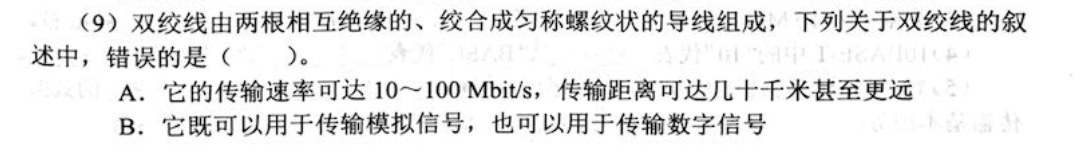 （9）双绞线由两根相互绝缘的、绞合成匀称螺纹状的导线组成，下列关于双绞线的叙
述中，错误的是（　　）。
A．它的传输速率可达 10～100 Mbit/s，传输距离可达几十千米甚至更远
B．它既可以用于传输模拟信号，也可以用于传输数字信号